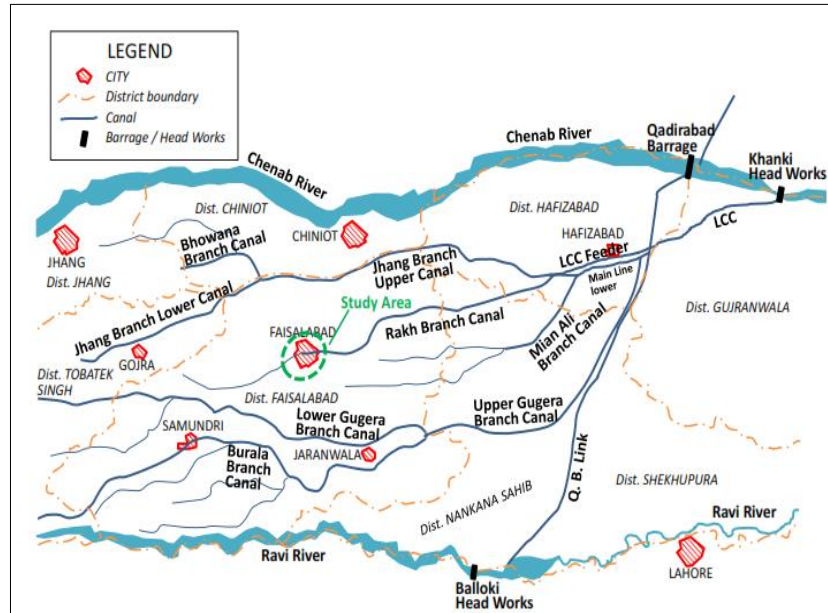 LEGEND
CITY
District boundary
Canal
Barrage / Head Works
Chenab River
Qadirabad
Barrage
Khanki
Head Works
Chenab River
Dist. CHINIOT
Dist. HAFIZABAD
LCC
HAFIZABAD
CHINIOT
Bhowana
Branch Canal
JHANG
Dist. JHANG
Jhang Branch
Upper Canal
LCC Feeder
Main Line
lower
Dist. GUJRANWALA
Study Area
Jhang Branch Lower Canal
FAISALABAD
Rakh Branch Canal
Mian Ali
Branch Canal
GOJRA
Dist. TOBATEK
SINGH
Dist. FAISALABAD
Lower Gugera
Branch Canal
Upper Gugera
Branch Canal
SAMUNDRI
Burala
Branch
Canal
JARANWALA
Q. B. Link
Dist. NANKANA SAHIB
Dist. SHEKHUPURA
Ravi River
Ravi River
LAHORE
Balloki
Head Works